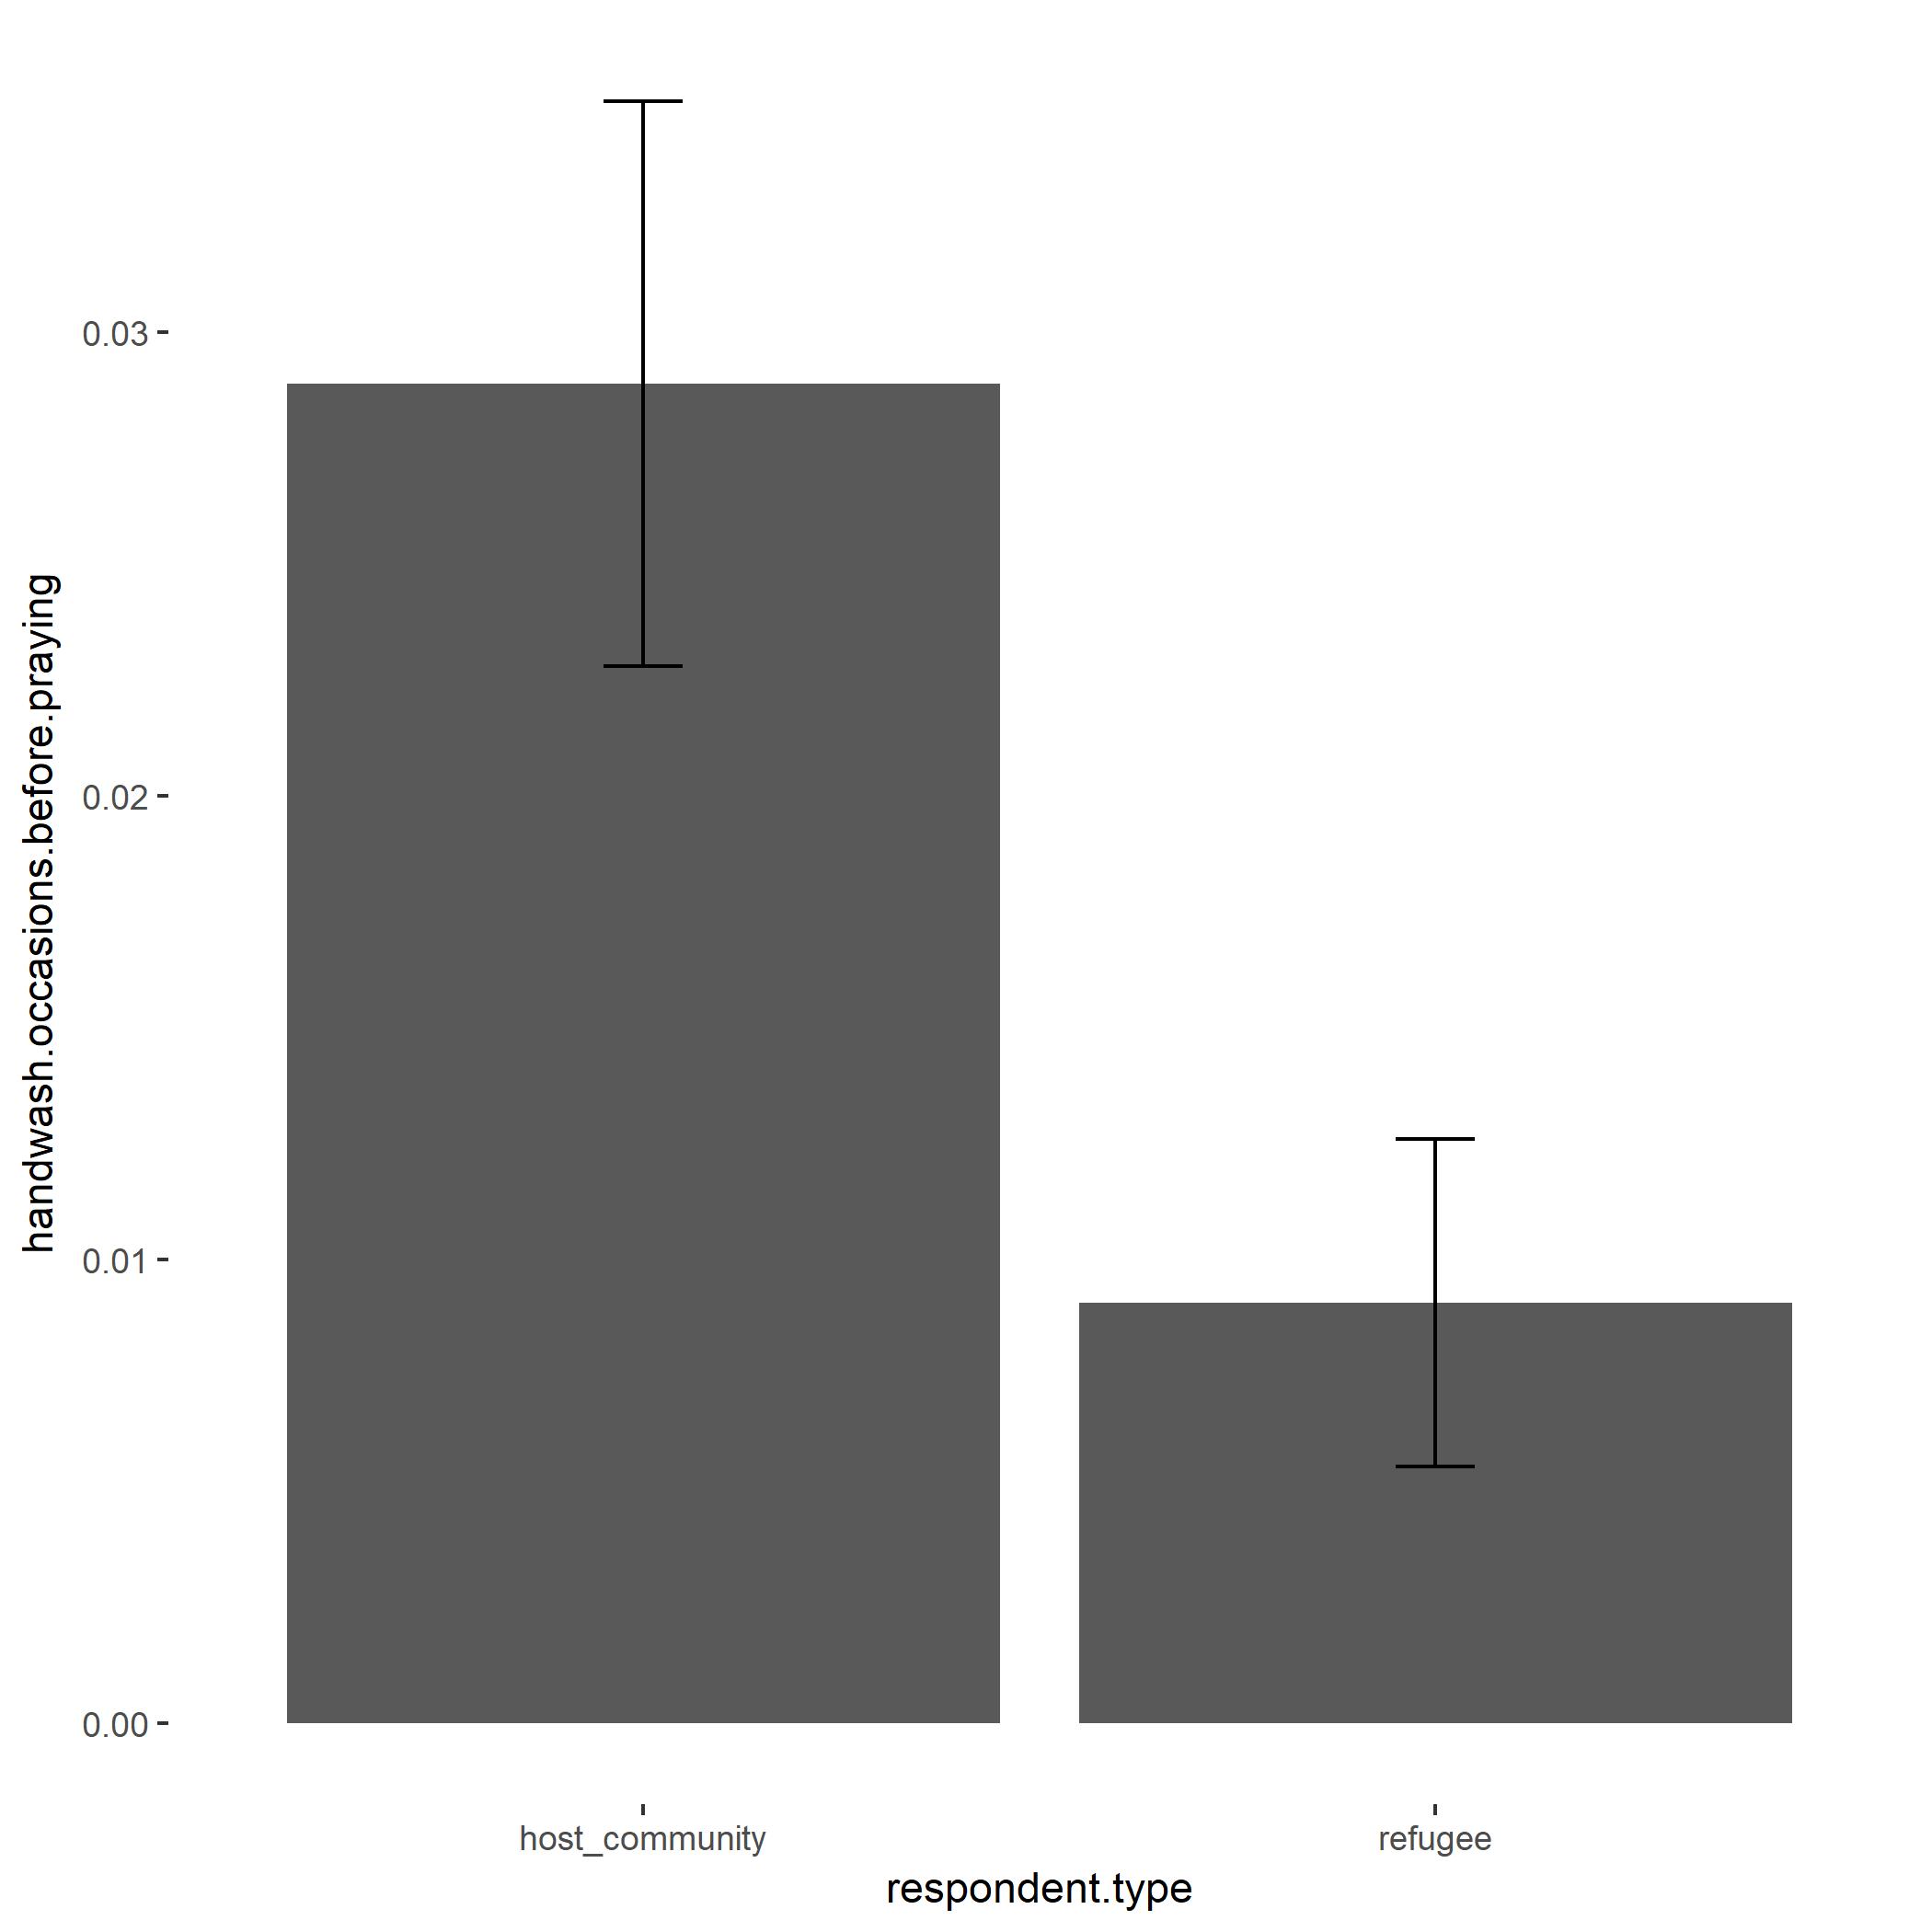 handwash.occasions.before.praying
0.03
0.02
0.01
0.00
host_community
refugee
respondent.type